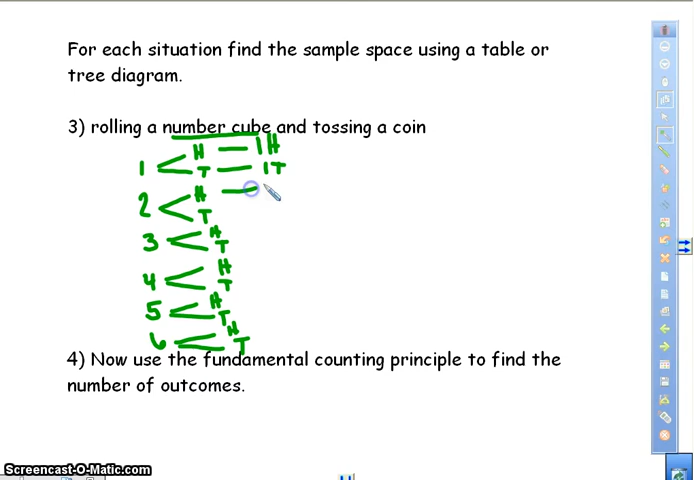 For each situation find the sample space using a table or
tree diagram.
3) rolling a number cube and tossing a coin
H — 1H
1 < T — 1T
2 < H —
T
3 < H
T
4 < H
T
5 < H
T
6 < H
T
4) Now use the fundamental counting principle to find the
number of outcomes.
Screencast-O-Matic.com